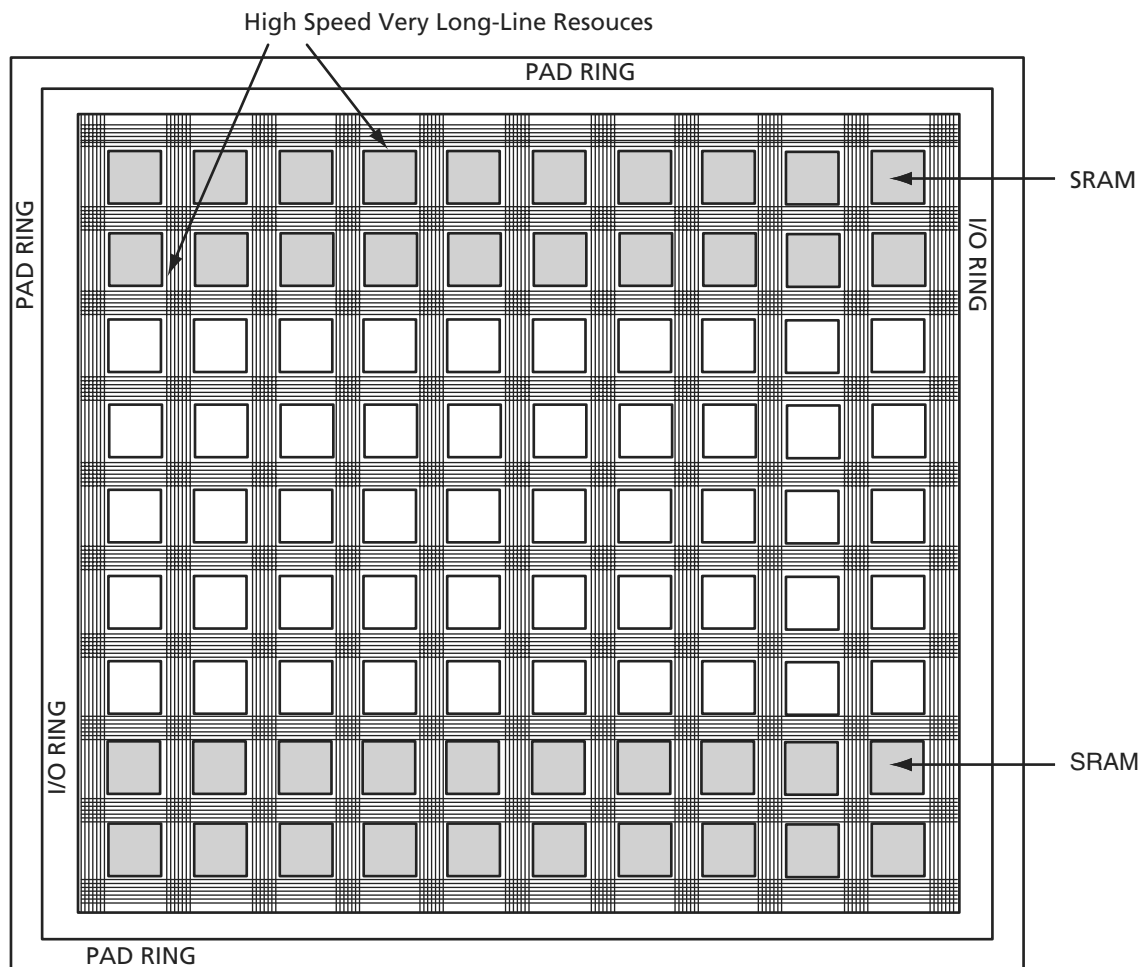 High Speed Very Long-Line Resouces
PAD RING
SRAM
PAD RING
I/O RING
I/O RING
SRAM
PAD RING